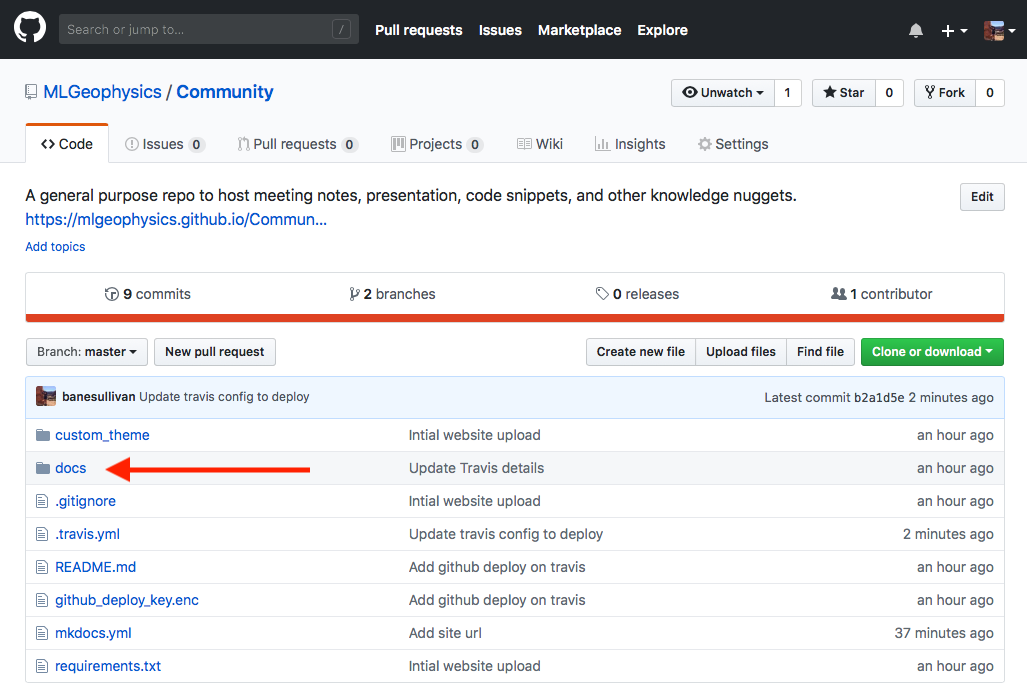 Search or jump to... / Pull requests Issues Marketplace Explore
MLGeophysics / Community Unwatch 1 Star 0 Fork 0
Code Issues 0 Pull requests 0 Projects 0 Wiki Insights Settings
A general purpose repo to host meeting notes, presentation, code snippets, and other knowledge nuggets. Edit
https://mlgeophysics.github.io/Commun...
Add topics
9 commits 2 branches 0 releases 1 contributor
Branch: master New pull request Create new file Upload files Find file Clone or download
banesullivan Update travis config to deploy Latest commit b2a1d5e 2 minutes ago
custom_theme Intial website upload an hour ago
docs Update Travis details an hour ago
.gitignore Intial website upload an hour ago
.travis.yml Update travis config to deploy 2 minutes ago
README.md Add github deploy on travis an hour ago
github_deploy_key.enc Add github deploy on travis an hour ago
mkdocs.yml Add site url 37 minutes ago
requirements.txt Intial website upload an hour ago